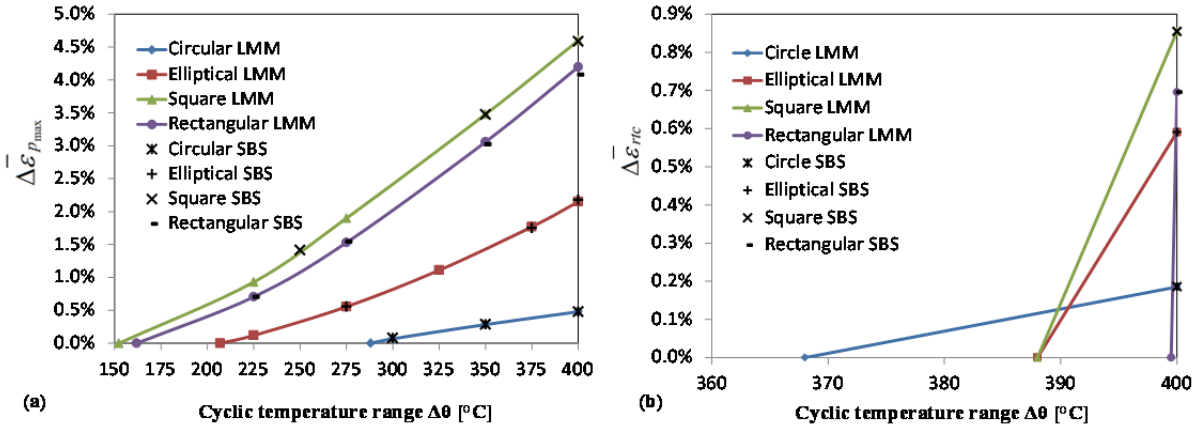 5.0%
4.5%
4.0%
3.5%
3.0%
2.5%
2.0%
1.5%
1.0%
0.5%
0.0%
Δε̄ₚₘₐₓ
Circular LMM
Elliptical LMM
Square LMM
Rectangular LMM
Circular SBS
Elliptical SBS
Square SBS
Rectangular SBS
150 175 200 225 250 275 300 325 350 375 400
(a)
Cyclic temperature range Δθ [°C]
0.9%
0.8%
0.7%
0.6%
0.5%
0.4%
0.3%
0.2%
0.1%
0.0%
Δε̄rtc
Circle LMM
Elliptical LMM
Square LMM
Rectangular LMM
Circle SBS
Elliptical SBS
Square SBS
Rectangular SBS
360 370 380 390 400
(b)
Cyclic temperature range Δθ [°C]